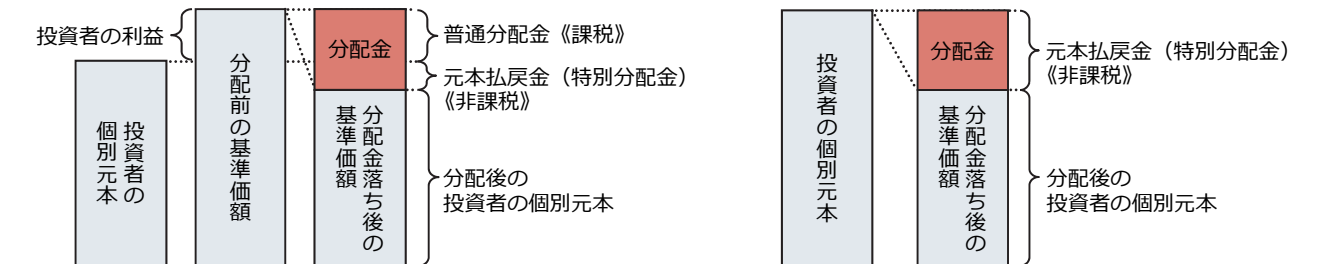 投資者の利益
投資者の
個別元本
分配前の基準価額
分配金
分配金落ち後の
基準価額
普通分配金《課税》
元本払戻金（特別分配金）
《非課税》
分配後の
投資者の個別元本
投資者の個別元本
分配金
分配金落ち後の
基準価額
元本払戻金（特別分配金）
《非課税》
分配後の
投資者の個別元本